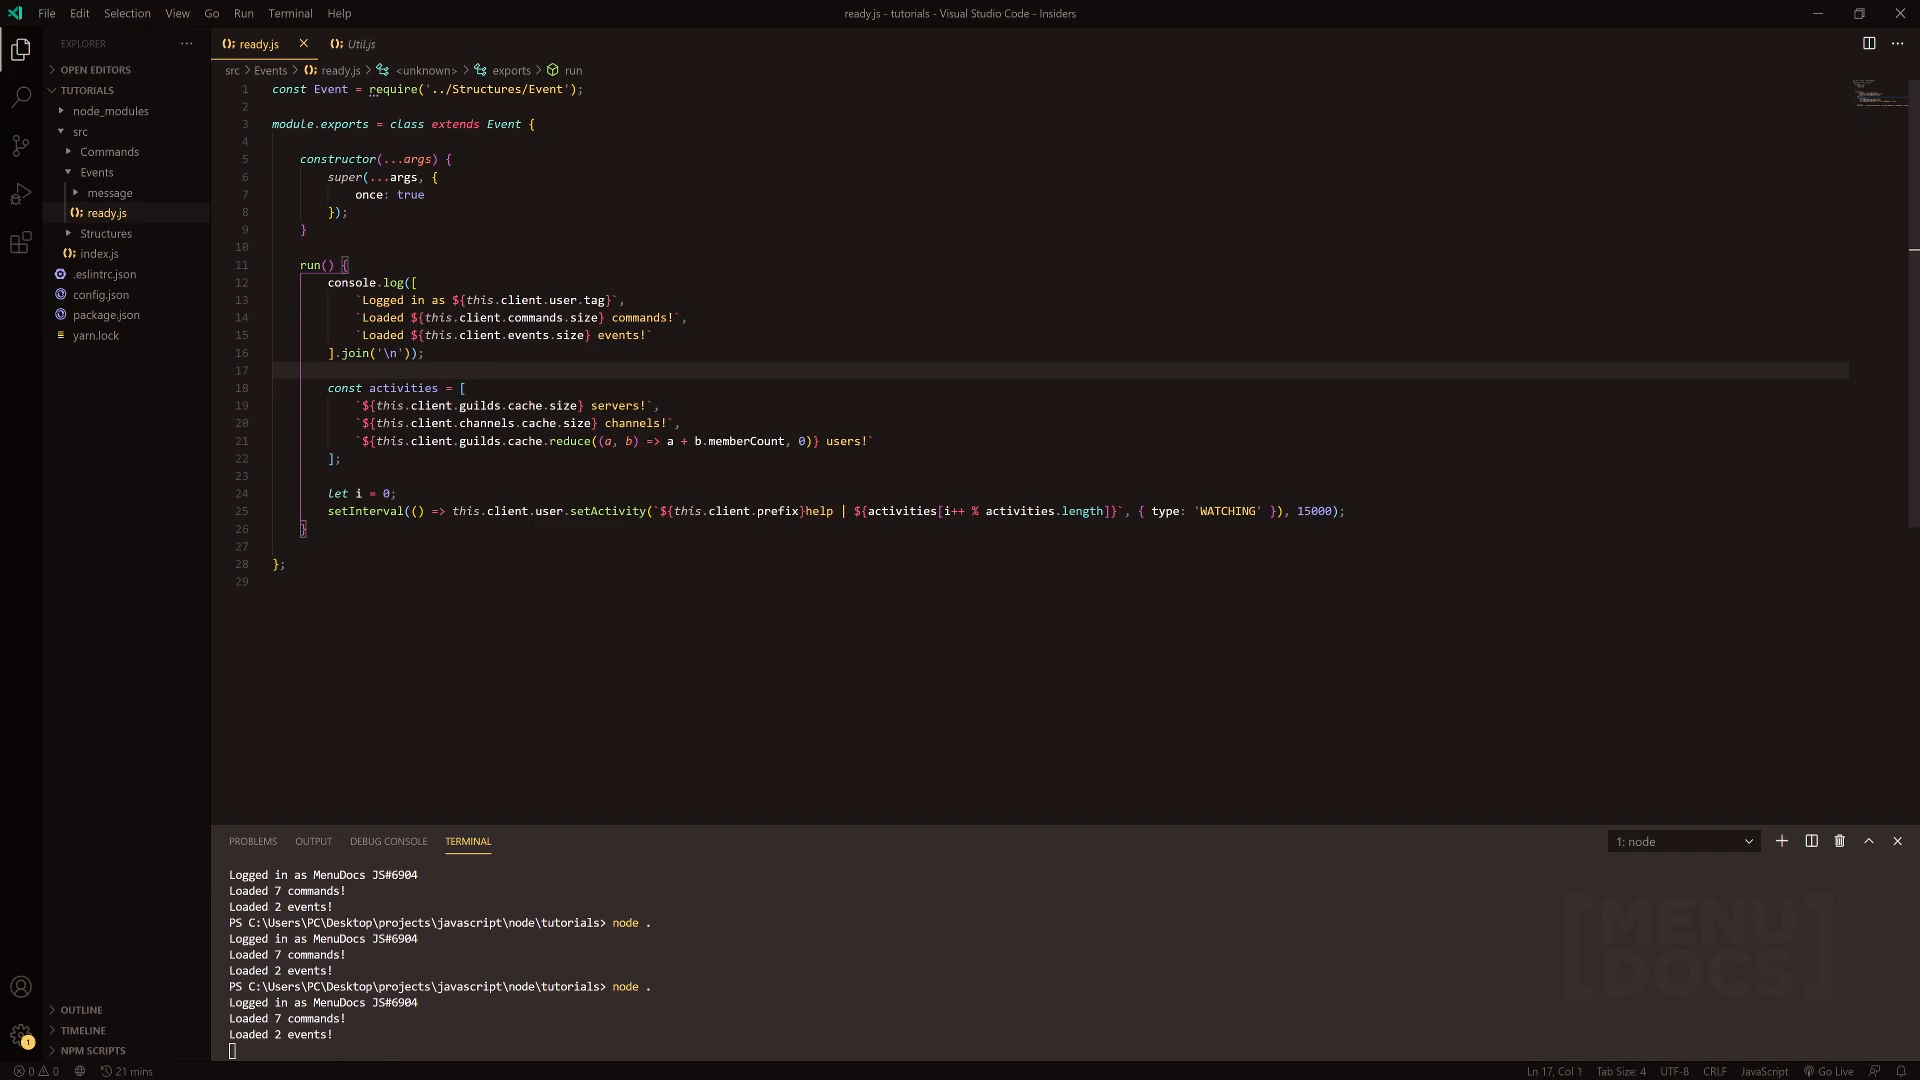 File Edit Selection View Go Run Terminal Help
ready.js - tutorials - Visual Studio Code - Insiders
EXPLORER
OPEN EDITORS
TUTORIALS
node_modules
src
Commands
Events
message
ready.js
Structures
index.js
.eslintrc.json
config.json
package.json
yarn.lock
OUTLINE
TIMELINE
NPM SCRIPTS
1
ready.js
Util.js
src > Events > ready.js > <unknown> > exports > run
1 const Event = require('../Structures/Event');
2
3 module.exports = class extends Event {
4
5 constructor(...args) {
6 super(...args, {
7 once: true
8 });
9 }
10
11 run() {
12 console.log([
13 `Logged in as ${this.client.user.tag}`,
14 `Loaded ${this.client.commands.size} commands!`,
15 `Loaded ${this.client.events.size} events!`
16 ].join('\n'));
17
18 const activities = [
19 `${this.client.guilds.cache.size} servers!`,
20 `${this.client.channels.cache.size} channels!`,
21 `${this.client.guilds.cache.reduce((a, b) => a + b.memberCount, 0)} users!`
22 ];
23
24 let i = 0;
25 setInterval(() => this.client.user.setActivity(`${this.client.prefix}help | ${activities[i++ % activities.length]}`, { type: 'WATCHING' }), 15000);
26 }
27
28 };
29
PROBLEMS OUTPUT DEBUG CONSOLE TERMINAL
1: node
Logged in as MenuDocs JS#6904
Loaded 7 commands!
Loaded 2 events!
PS C:\Users\PC\Desktop\projects\javascript\node\tutorials> node .
Logged in as MenuDocs JS#6904
Loaded 7 commands!
Loaded 2 events!
PS C:\Users\PC\Desktop\projects\javascript\node\tutorials> node .
Logged in as MenuDocs JS#6904
Loaded 7 commands!
Loaded 2 events!
MENU
DOCS
0 0 21 mins
Ln 17, Col 1 Tab Size: 4 UTF-8 CRLF JavaScript Go Live